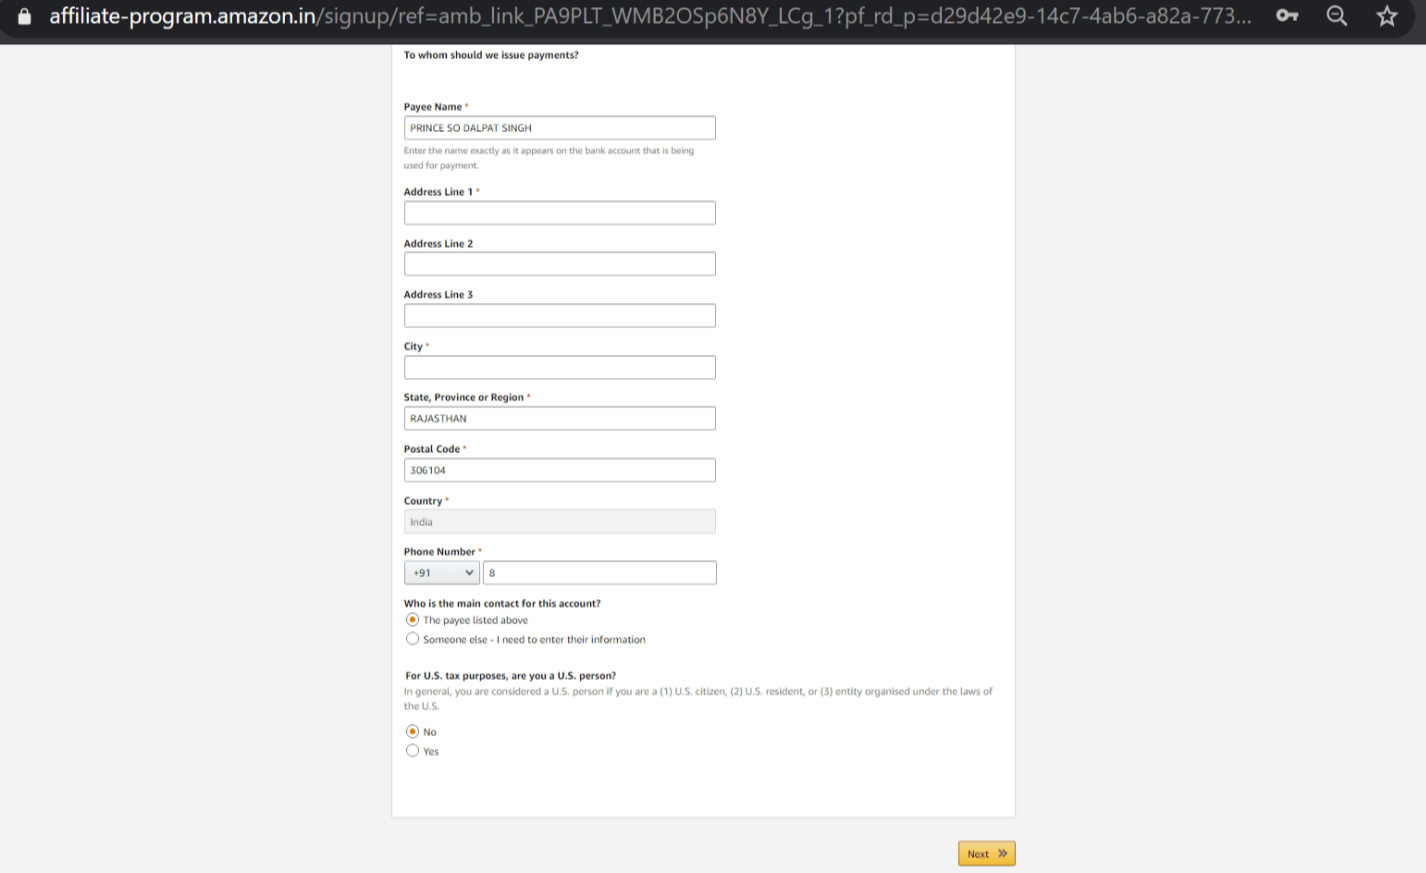 affiliate-program.amazon.in/signup/ref=amb_link_PA9PLT_WMB2OSp6N8Y_LCg_1?pf_rd_p=d29d42e9-14c7-4ab6-a82a-773...
To whom should we issue payments?
Payee Name *
PRINCE SO DALPAT SINGH
Enter the name exactly as it appears on the bank account that is being
used for payment.
Address Line 1 *
Address Line 2
Address Line 3
City *
State, Province or Region *
RAJASTHAN
Postal Code *
306104
Country *
India
Phone Number *
+91 8
Who is the main contact for this account?
The payee listed above
Someone else - I need to enter their information
For U.S. tax purposes, are you a U.S. person?
In general, you are considered a U.S. person if you are a (1) U.S. citizen, (2) U.S. resident, or (3) entity organised under the laws of
the U.S.
No
Yes
Next »